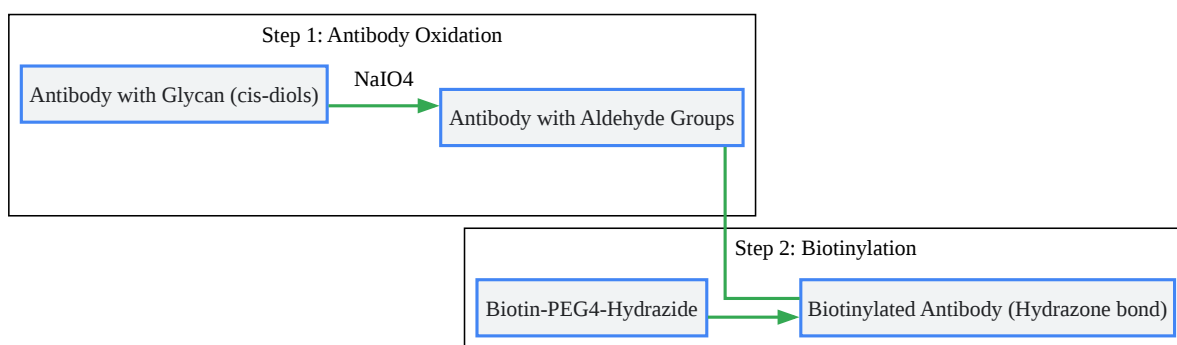 Step 1: Antibody Oxidation
Antibody with Glycan (cis-diols)
NaIO4
Antibody with Aldehyde Groups
Step 2: Biotinylation
Biotin-PEG4-Hydrazide
Biotinylated Antibody (Hydrazone bond)